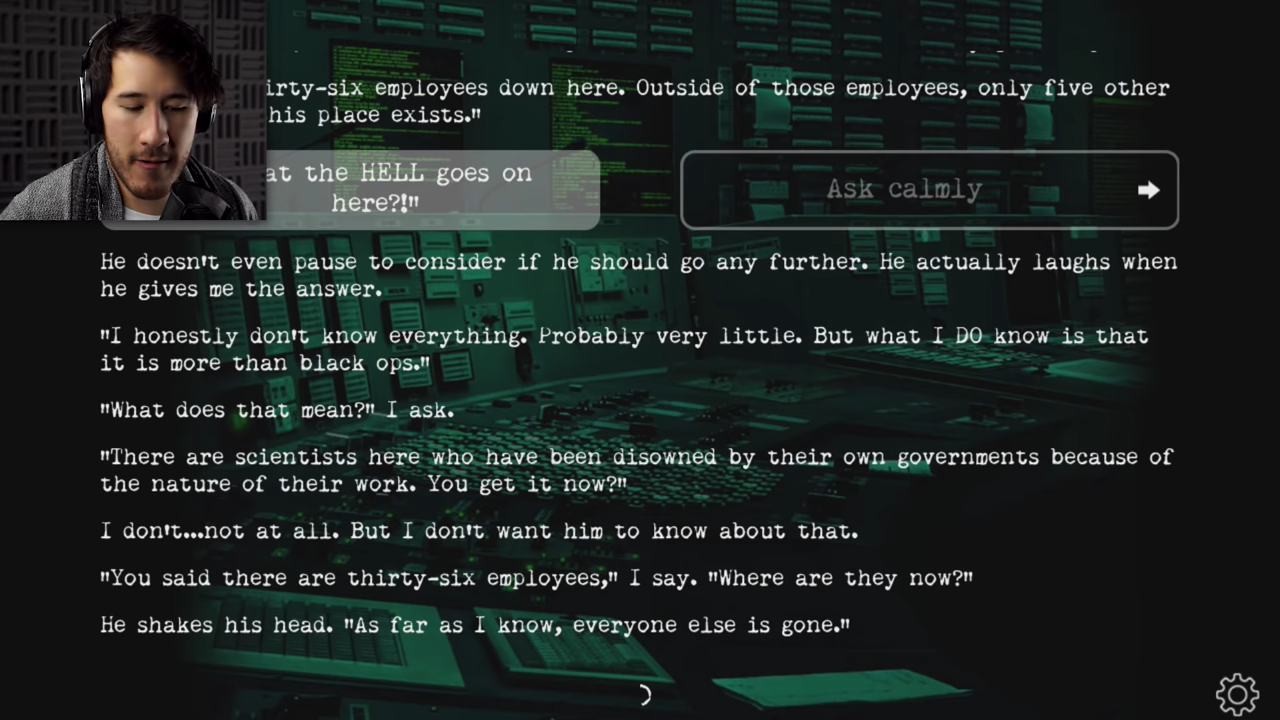 irty-six employees down here. Outside of those employees, only five other
his place exists."
at the HELL goes on
here?!"
Ask calmly
He doesn't even pause to consider if he should go any further. He actually laughs when
he gives me the answer.
"I honestly don't know everything. Probably very little. But what I DO know is that
it is more than black ops."
"What does that mean?" I ask.
"There are scientists here who have been disowned by their own governments because of
the nature of their work. You get it now?"
I don't...not at all. But I don't want him to know about that.
"You said there are thirty-six employees," I say. "Where are they now?"
He shakes his head. "As far as I know, everyone else is gone."